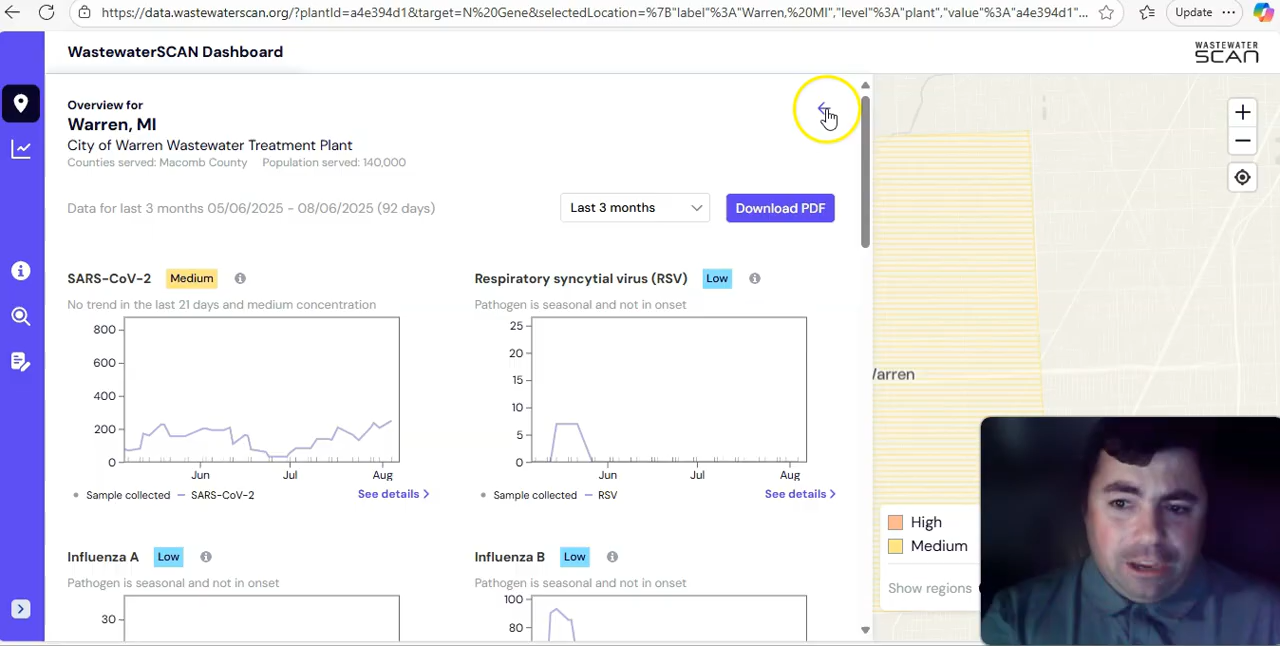 https://data.wastewaterscan.org/?plantId=a4e394d1&target=N%20Gene&selectedLocation=%7B"label"%3A"Warren,%20MI","level"%3A"plant","value"%3A"a4e394d1"...
Update
WastewaterSCAN Dashboard
WASTEWATER
SCAN
Overview for
Warren, MI
City of Warren Wastewater Treatment Plant
Counties served: Macomb County Population served: 140,000
Data for last 3 months 05/06/2025 - 08/06/2025 (92 days)
Last 3 months
Download PDF
SARS-CoV-2 Medium
No trend in the last 21 days and medium concentration
800
600
400
200
0
Jun Jul Aug
Sample collected SARS-CoV-2
See details
Respiratory syncytial virus (RSV) Low
Pathogen is seasonal and not in onset
25
20
15
10
5
0
Jun Jul Aug
Sample collected RSV
See details
Influenza A Low
Pathogen is seasonal and not in onset
30
Influenza B Low
Pathogen is seasonal and not in onset
100
80
Warren
High
Medium
Show regions